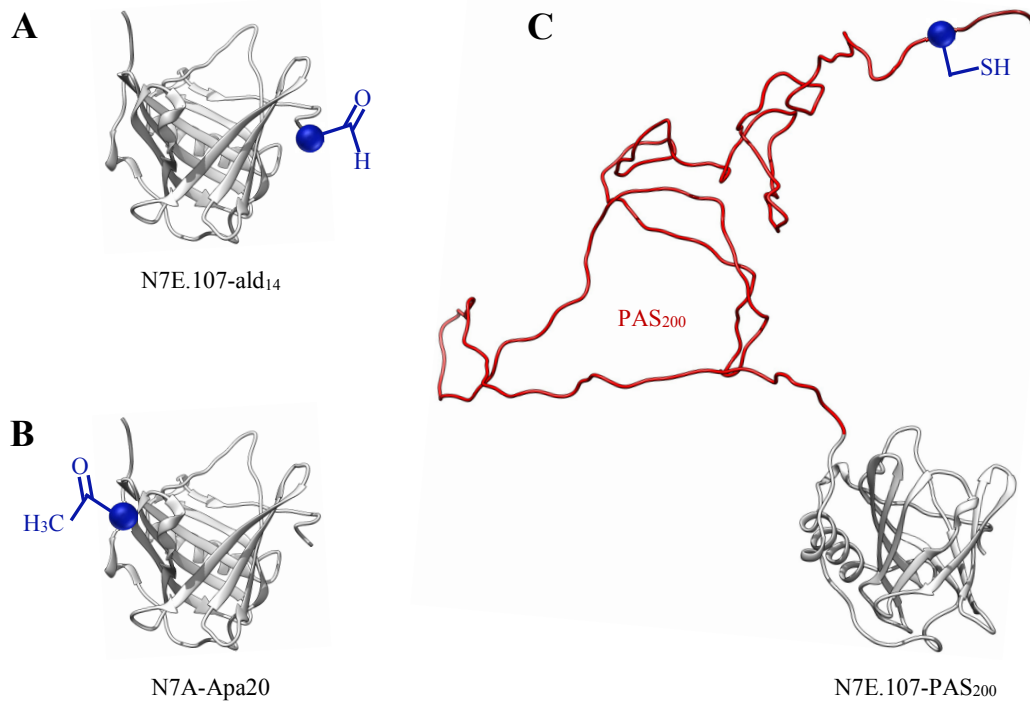 A
O
H
N7E.107-ald₁₄
B
O
H₃C
N7A-Apa20
C
SH
PAS₂₀₀
N7E.107-PAS₂₀₀